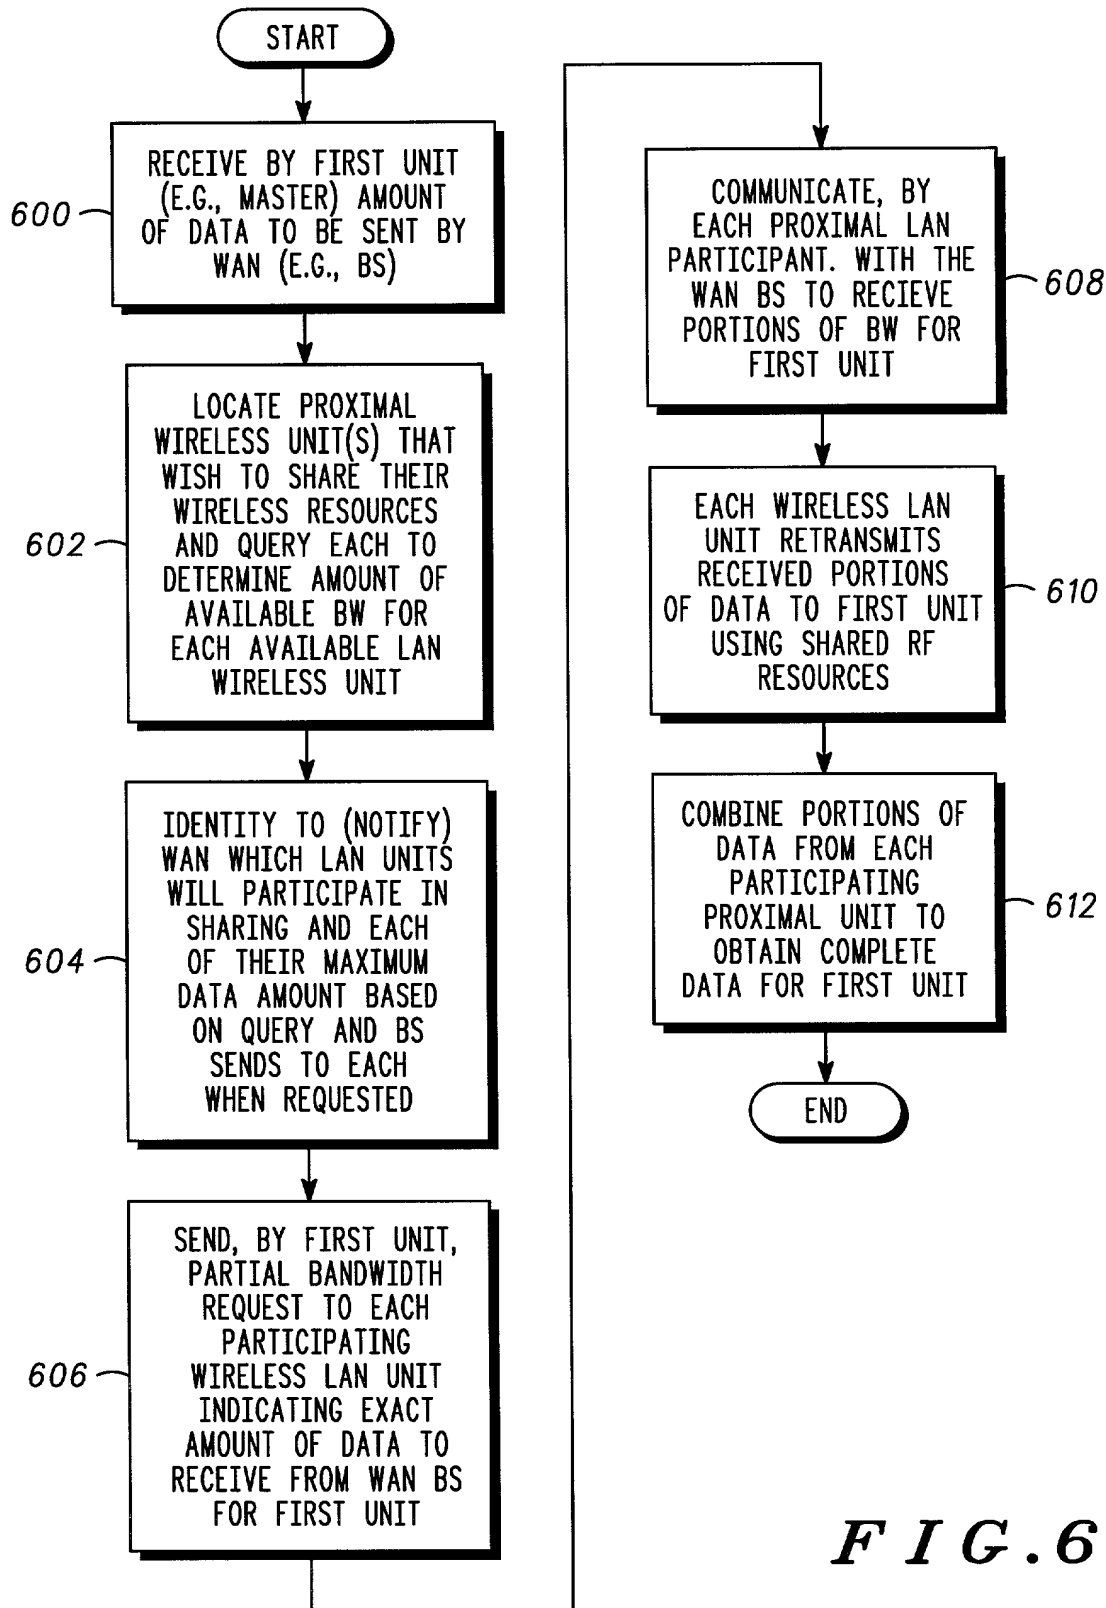 START
600
RECEIVE BY FIRST UNIT
(E.G., MASTER) AMOUNT
OF DATA TO BE SENT BY
WAN (E.G., BS)
602
LOCATE PROXIMAL
WIRELESS UNIT(S) THAT
WISH TO SHARE THEIR
WIRELESS RESOURCES
AND QUERY EACH TO
DETERMINE AMOUNT OF
AVAILABLE BW FOR
EACH AVAILABLE LAN
WIRELESS UNIT
604
IDENTITY TO (NOTIFY)
WAN WHICH LAN UNITS
WILL PARTICIPATE IN
SHARING AND EACH
OF THEIR MAXIMUM
DATA AMOUNT BASED
ON QUERY AND BS
SENDS TO EACH
WHEN REQUESTED
606
SEND, BY FIRST UNIT,
PARTIAL BANDWIDTH
REQUEST TO EACH
PARTICIPATING
WIRELESS LAN UNIT
INDICATING EXACT
AMOUNT OF DATA TO
RECEIVE FROM WAN BS
FOR FIRST UNIT
COMMUNICATE, BY
EACH PROXIMAL LAN
PARTICIPANT. WITH THE
WAN BS TO RECIEVE
PORTIONS OF BW FOR
FIRST UNIT
608
EACH WIRELESS LAN
UNIT RETRANSMITS
RECEIVED PORTIONS
OF DATA TO FIRST UNIT
USING SHARED RF
RESOURCES
610
COMBINE PORTIONS OF
DATA FROM EACH
PARTICIPATING
PROXIMAL UNIT TO
OBTAIN COMPLETE
DATA FOR FIRST UNIT
612
END
FIG.6